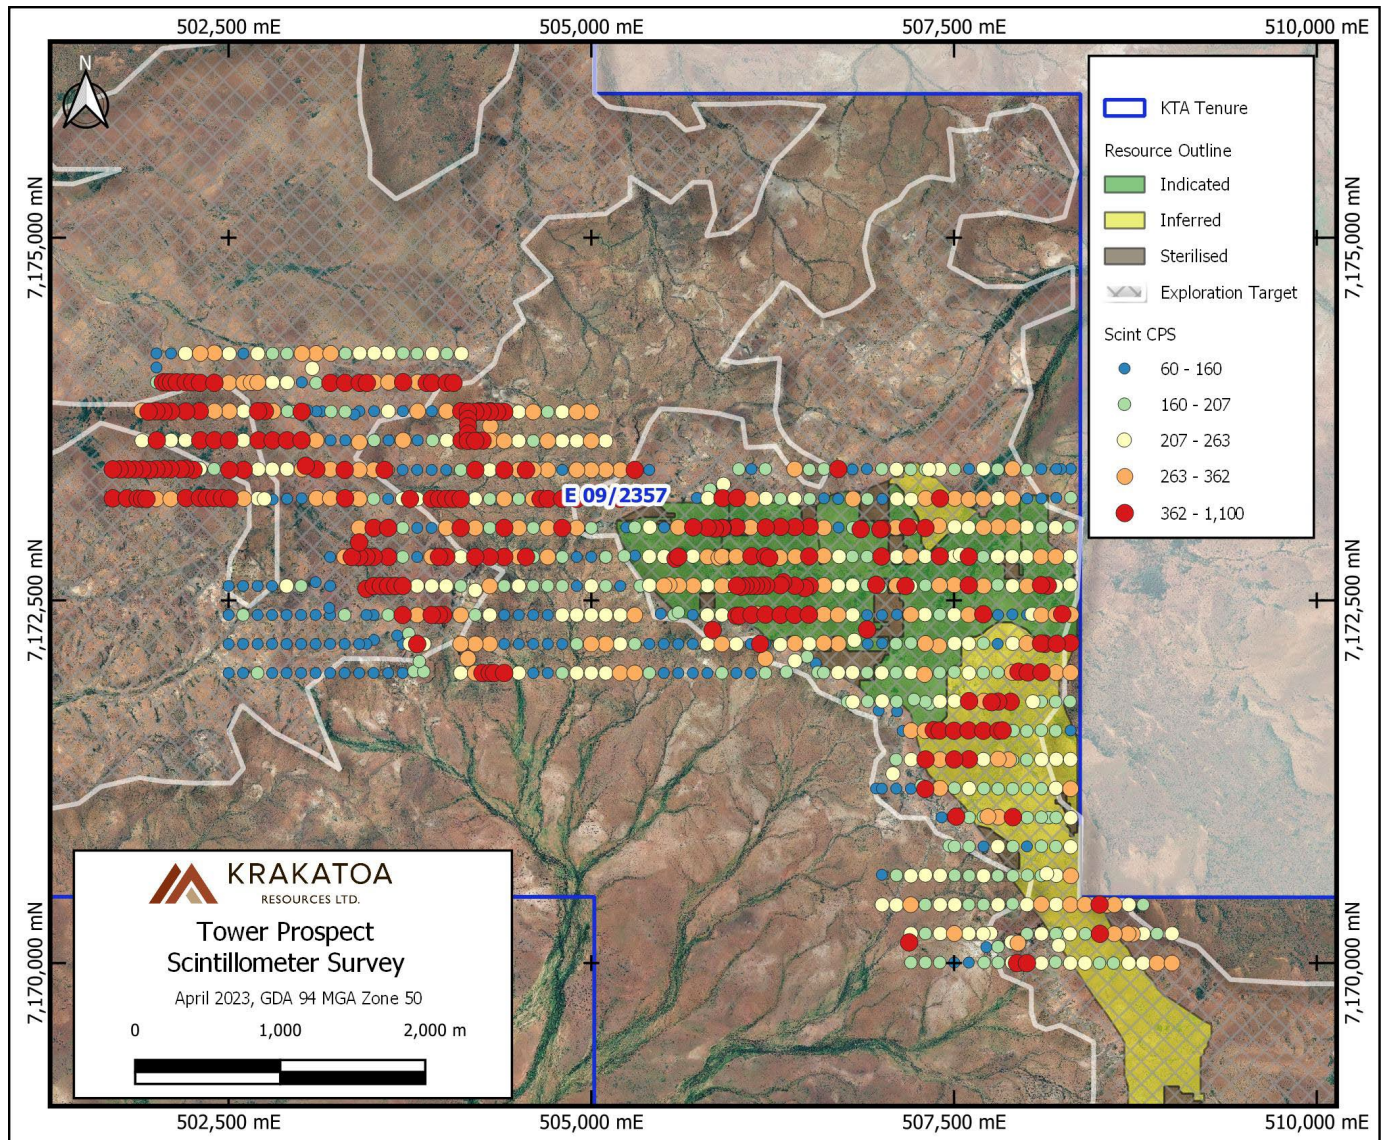 502,500 mE 505,000 mE 507,500 mE 510,000 mE
N
KTA Tenure
Resource Outline
Indicated
Inferred
Sterilised
Exploration Target
Scint CPS
60 - 160
160 - 207
207 - 263
263 - 362
362 - 1,100
7,175,000 mN
7,175,000 mN
E 09/2357
7,172,500 mN
7,172,500 mN
KRAKATOA
RESOURCES LTD.
Tower Prospect
Scintillometer Survey
April 2023, GDA 94 MGA Zone 50
0 1,000 2,000 m
7,170,000 mN
7,170,000 mN
502,500 mE 505,000 mE 507,500 mE 510,000 mE